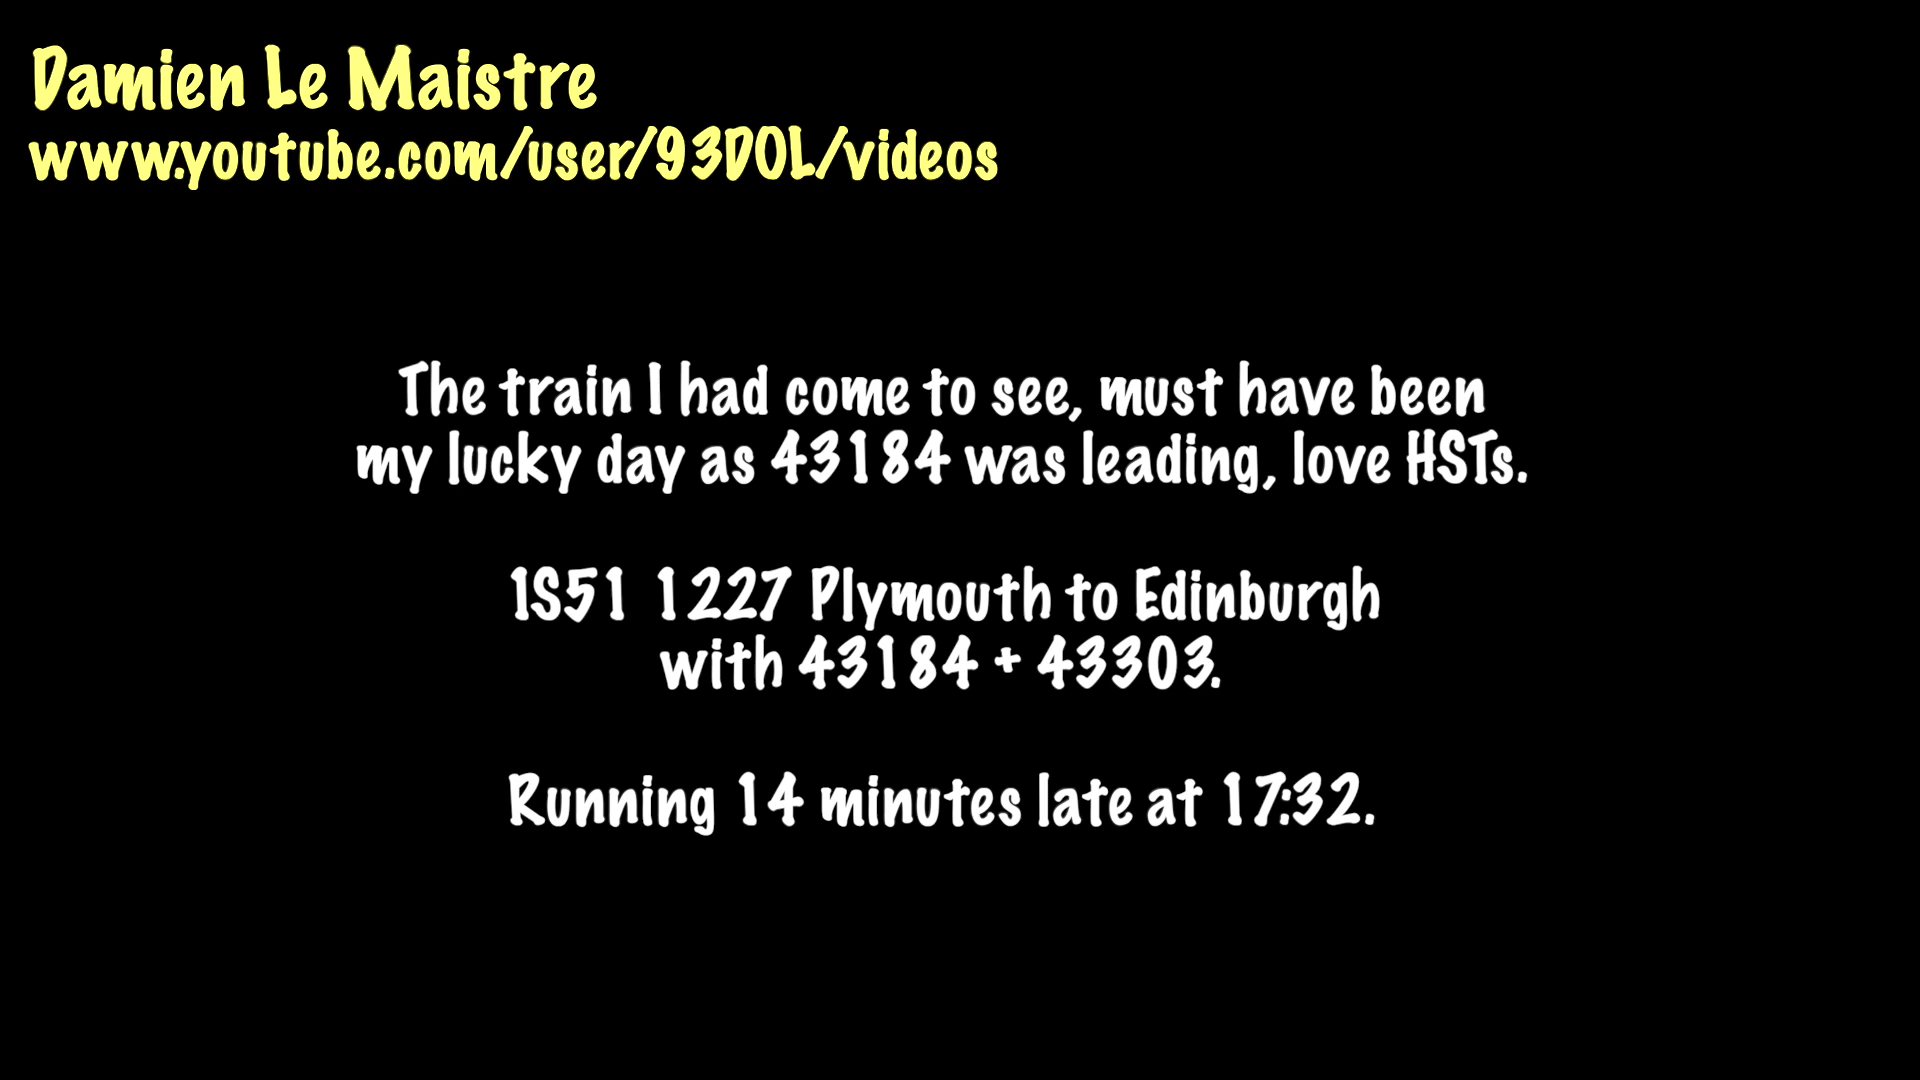 Damien Le Maistre
www.youtube.com/user/93DOL/videos
The train I had come to see, must have been
my lucky day as 43184 was leading, love HSTs.
1S51 1227 Plymouth to Edinburgh
with 43184 + 43303.
Running 14 minutes late at 17:32.